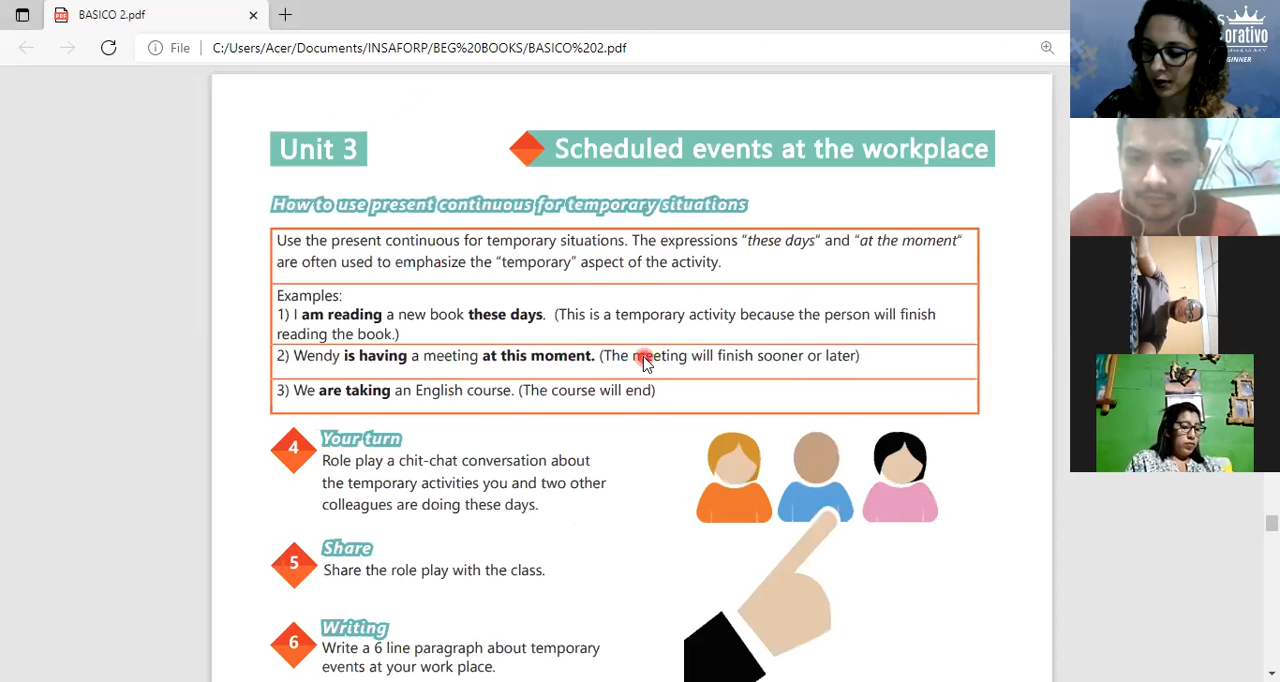 BASICO 2.pdf
File C:/Users/Acer/Documents/INSAFORP/BEG%20BOOKS/BASICO%202.pdf
orativo
GINNER
Unit 3
Scheduled events at the workplace
How to use present continuous for temporary situations
Use the present continuous for temporary situations. The expressions “these days“ and “at the moment“
are often used to emphasize the “temporary” aspect of the activity.
Examples:
1) I am reading a new book these days. (This is a temporary activity because the person will finish
reading the book.)
2) Wendy is having a meeting at this moment. (The meeting will finish sooner or later)
3) We are taking an English course. (The course will end)
4 Your turn
Role play a chit-chat conversation about
the temporary activities you and two other
colleagues are doing these days.
5 Share
Share the role play with the class.
6 Writing
Write a 6 line paragraph about temporary
events at your work place.